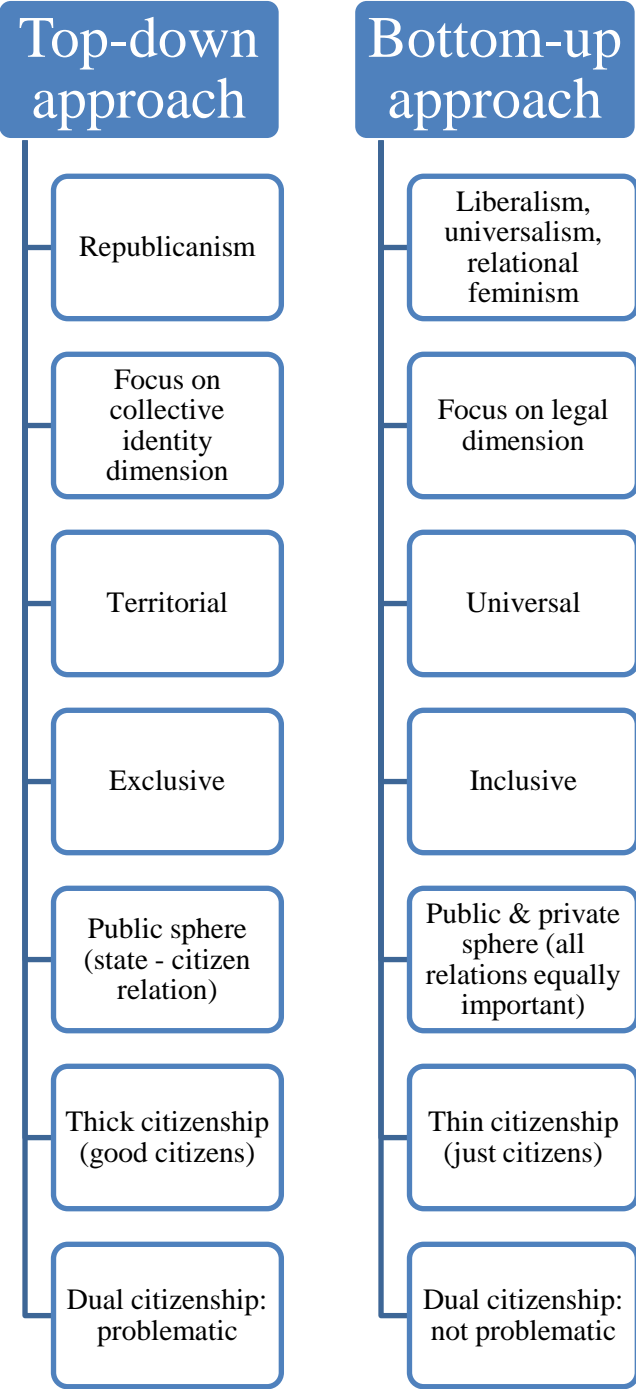 Top-down
approach
Republicanism
Focus on
collective
identity
dimension
Territorial
Exclusive
Public sphere
(state - citizen
relation)
Thick citizenship
(good citizens)
Dual citizenship:
problematic
Bottom-up
approach
Liberalism,
universalism,
relational
feminism
Focus on legal
dimension
Universal
Inclusive
Public & private
sphere (all
relations equally
important)
Thin citizenship
(just citizens)
Dual citizenship:
not problematic